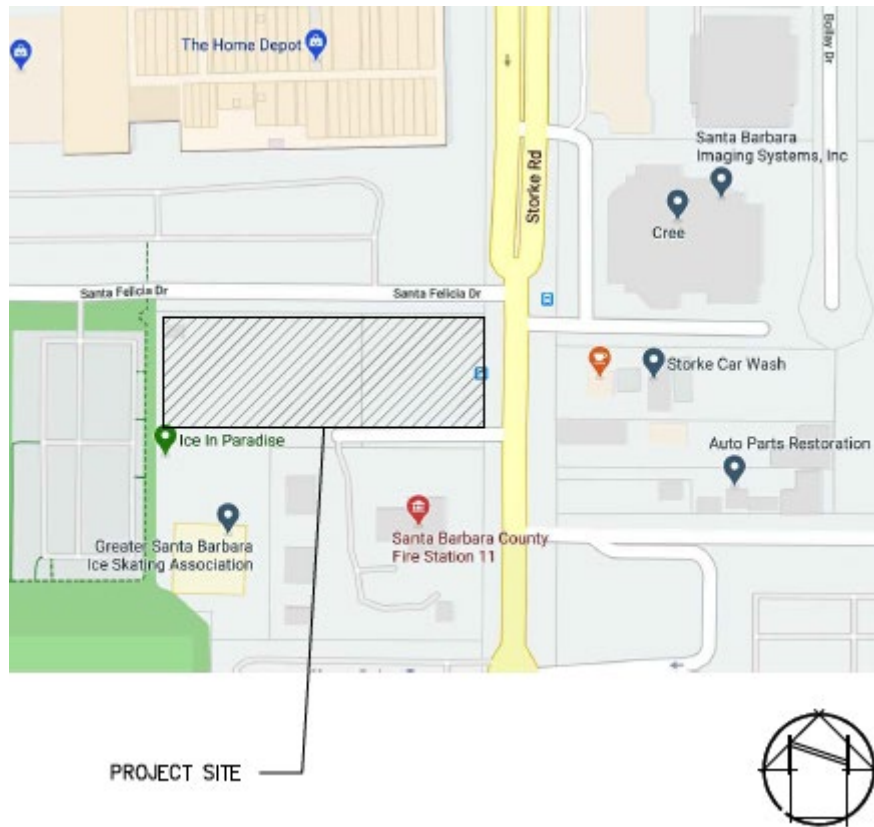 The Home Depot
Bollay Dr
Santa Barbara
Imaging Systems, Inc
Storke Rd
Cree
Santa Felicia Dr
Santa Felicia Dr
Storke Car Wash
Ice In Paradise
Auto Parts Restoration
Greater Santa Barbara
Ice Skating Association
Santa Barbara County
Fire Station 11
PROJECT SITE